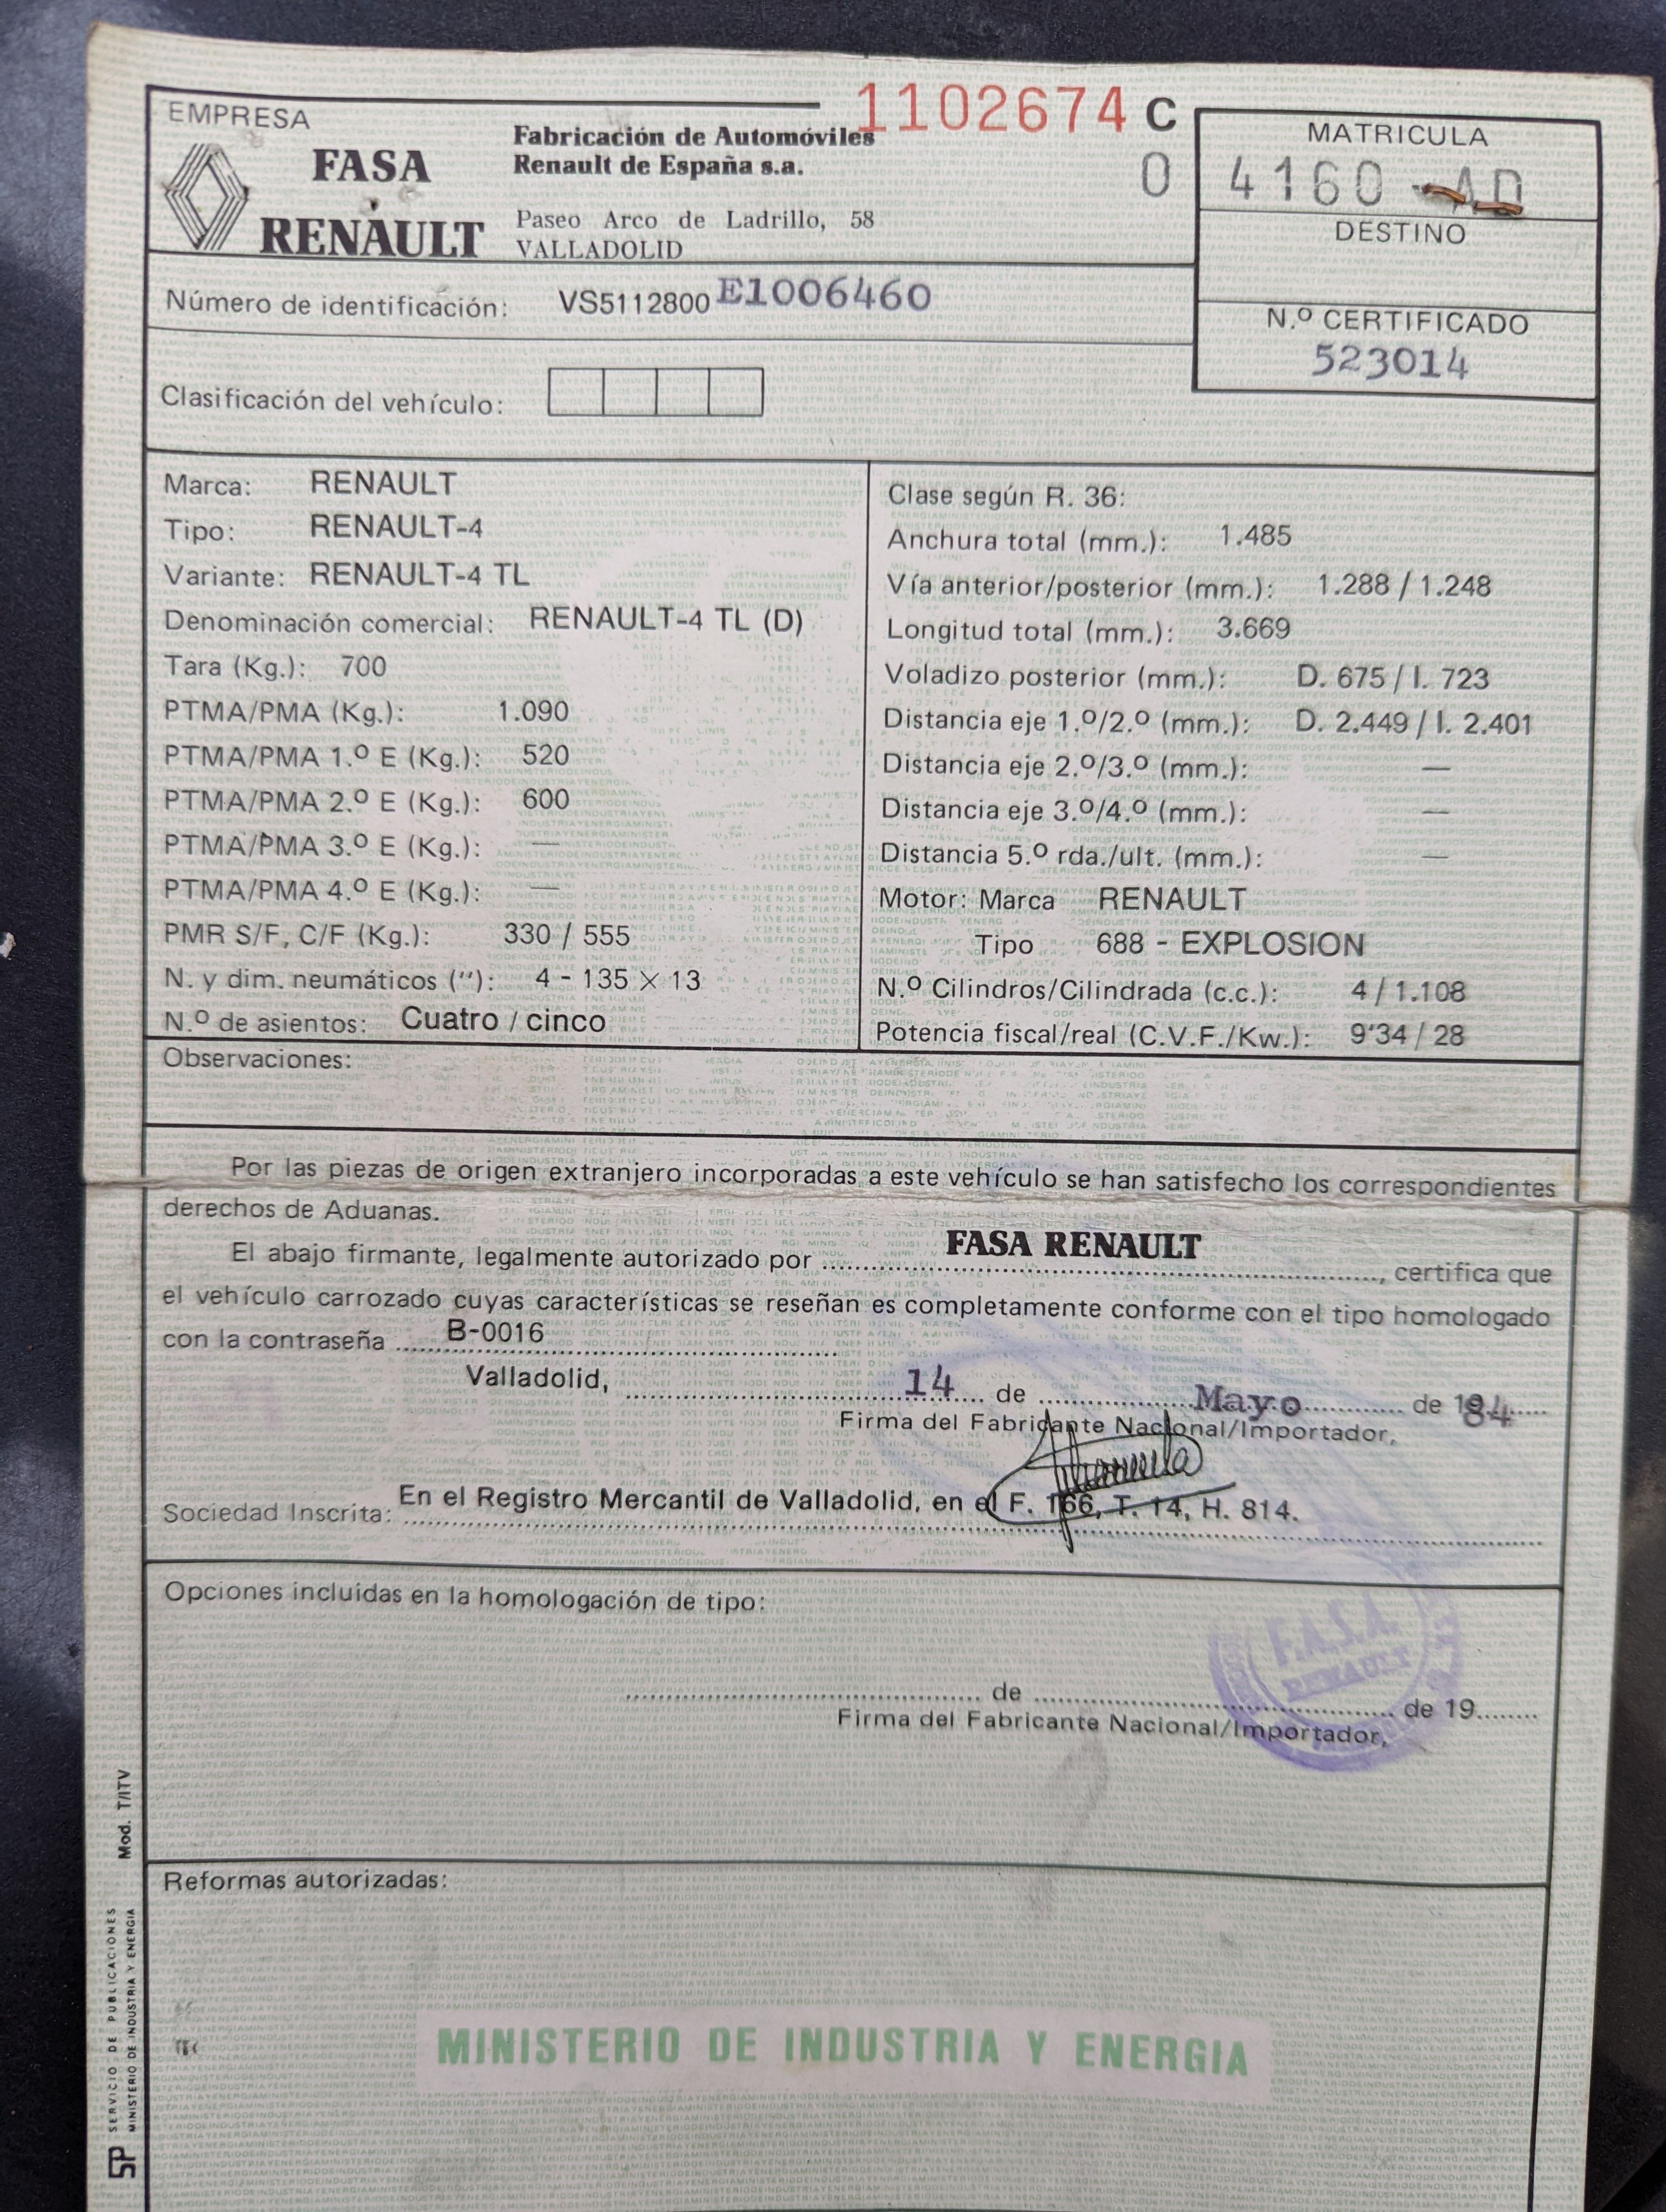 EMPRESA
FASA
RENAULT
Fabricación de Automóviles
Renault de España s.a.
Paseo Arco de Ladrillo, 58
VALLADOLID
1102674 C
MATRICULA
O 4160 - AD
DESTINO
N.º CERTIFICADO
523014
Número de identificación: VS5112800 E1006460
Clasificación del vehículo:
Marca: RENAULT
Tipo: RENAULT-4
Variante: RENAULT-4 TL
Denominación comercial: RENAULT-4 TL (D)
Tara (Kg.): 700
PTMA/PMA (Kg.): 1.090
PTMA/PMA 1.º E (Kg.): 520
PTMA/PMA 2.º E (Kg.): 600
PTMA/PMA 3.º E (Kg.): —
PTMA/PMA 4.º E (Kg.): —
PMR S/F, C/F (Kg.): 330 / 555
N. y dim. neumáticos (″): 4 - 135 × 13
N.º de asientos: Cuatro / cinco
Clase según R. 36:
Anchura total (mm.): 1.485
Vía anterior/posterior (mm.): 1.288 / 1.248
Longitud total (mm.): 3.669
Voladizo posterior (mm.): D. 675 / I. 723
Distancia eje 1.º/2.º (mm.): D. 2.449 / I. 2.401
Distancia eje 2.º/3.º (mm.): —
Distancia eje 3.º/4.º (mm.): —
Distancia 5.º rda./ult. (mm.): —
Motor: Marca RENAULT
Tipo 688 - EXPLOSION
N.º Cilindros/Cilindrada (c.c.): 4 / 1.108
Potencia fiscal/real (C.V.F./Kw.): 9'34 / 28
Observaciones:
Por las piezas de origen extranjero incorporadas a este vehículo se han satisfecho los correspondientes
derechos de Aduanas.
El abajo firmante, legalmente autorizado por FASA RENAULT, certifica que
el vehículo carrozado cuyas características se reseñan es completamente conforme con el tipo homologado
con la contraseña B-0016
Valladolid, 14 de Mayo de 1984
Firma del Fabricante Nacional/Importador,
Sociedad Inscrita: En el Registro Mercantil de Valladolid, en el F. 166, T. 14, H. 814.
Opciones incluídas en la homologación de tipo:
F.A.S.A.
RENAULT
de de 19
Firma del Fabricante Nacional/Importador,
Reformas autorizadas:
MINISTERIO DE INDUSTRIA Y ENERGIA
Mod. T/ITV
SP SERVICIO DE PUBLICACIONES
MINISTERIO DE INDUSTRIA Y ENERGIA